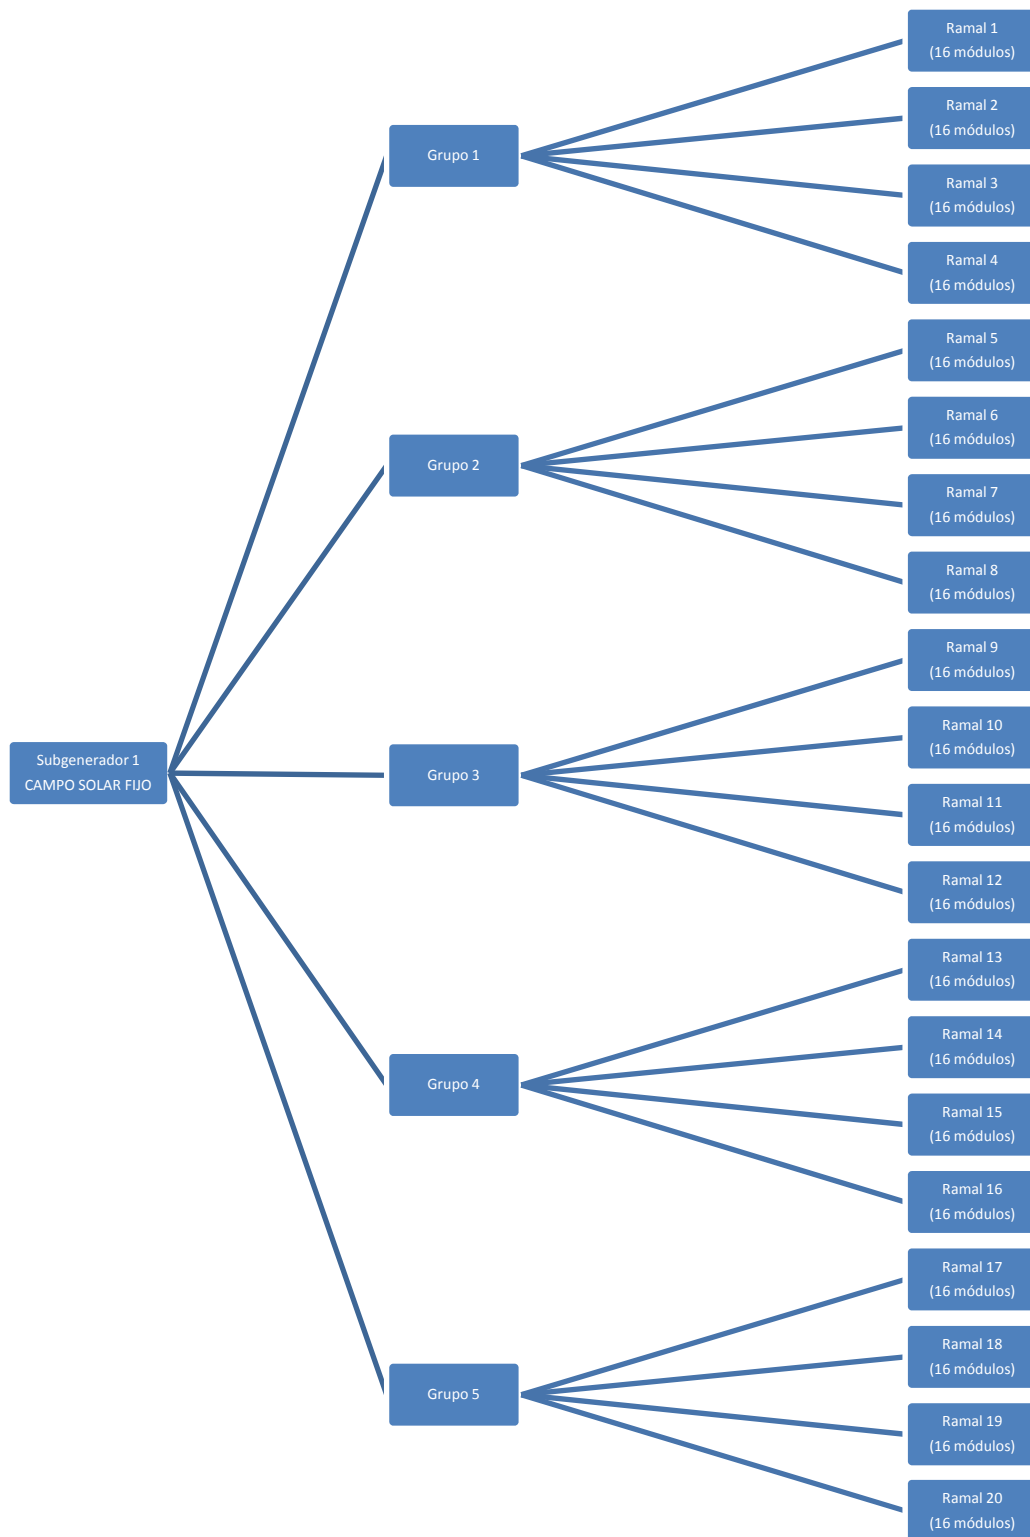 Subgenerador 1
CAMPO SOLAR FIJO
Grupo 1
Ramal 1
(16 módulos)
Ramal 2
(16 módulos)
Ramal 3
(16 módulos)
Ramal 4
(16 módulos)
Grupo 2
Ramal 5
(16 módulos)
Ramal 6
(16 módulos)
Ramal 7
(16 módulos)
Ramal 8
(16 módulos)
Grupo 3
Ramal 9
(16 módulos)
Ramal 10
(16 módulos)
Ramal 11
(16 módulos)
Ramal 12
(16 módulos)
Grupo 4
Ramal 13
(16 módulos)
Ramal 14
(16 módulos)
Ramal 15
(16 módulos)
Ramal 16
(16 módulos)
Grupo 5
Ramal 17
(16 módulos)
Ramal 18
(16 módulos)
Ramal 19
(16 módulos)
Ramal 20
(16 módulos)